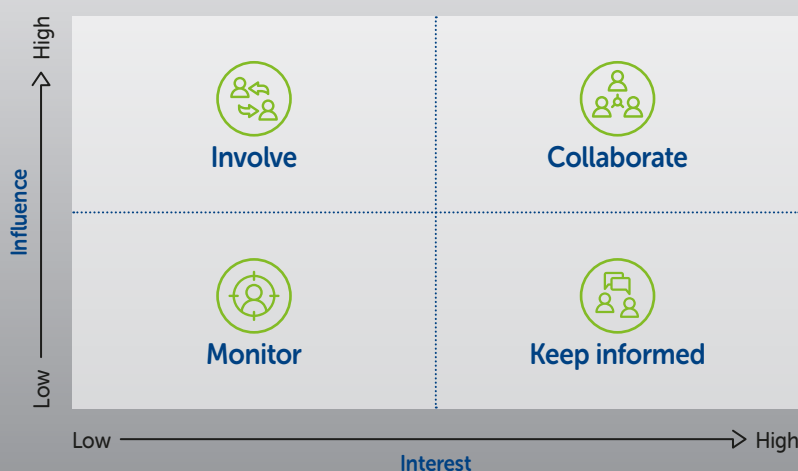 High
Influence
Low
Involve
Collaborate
Monitor
Keep informed
Low
High
Interest